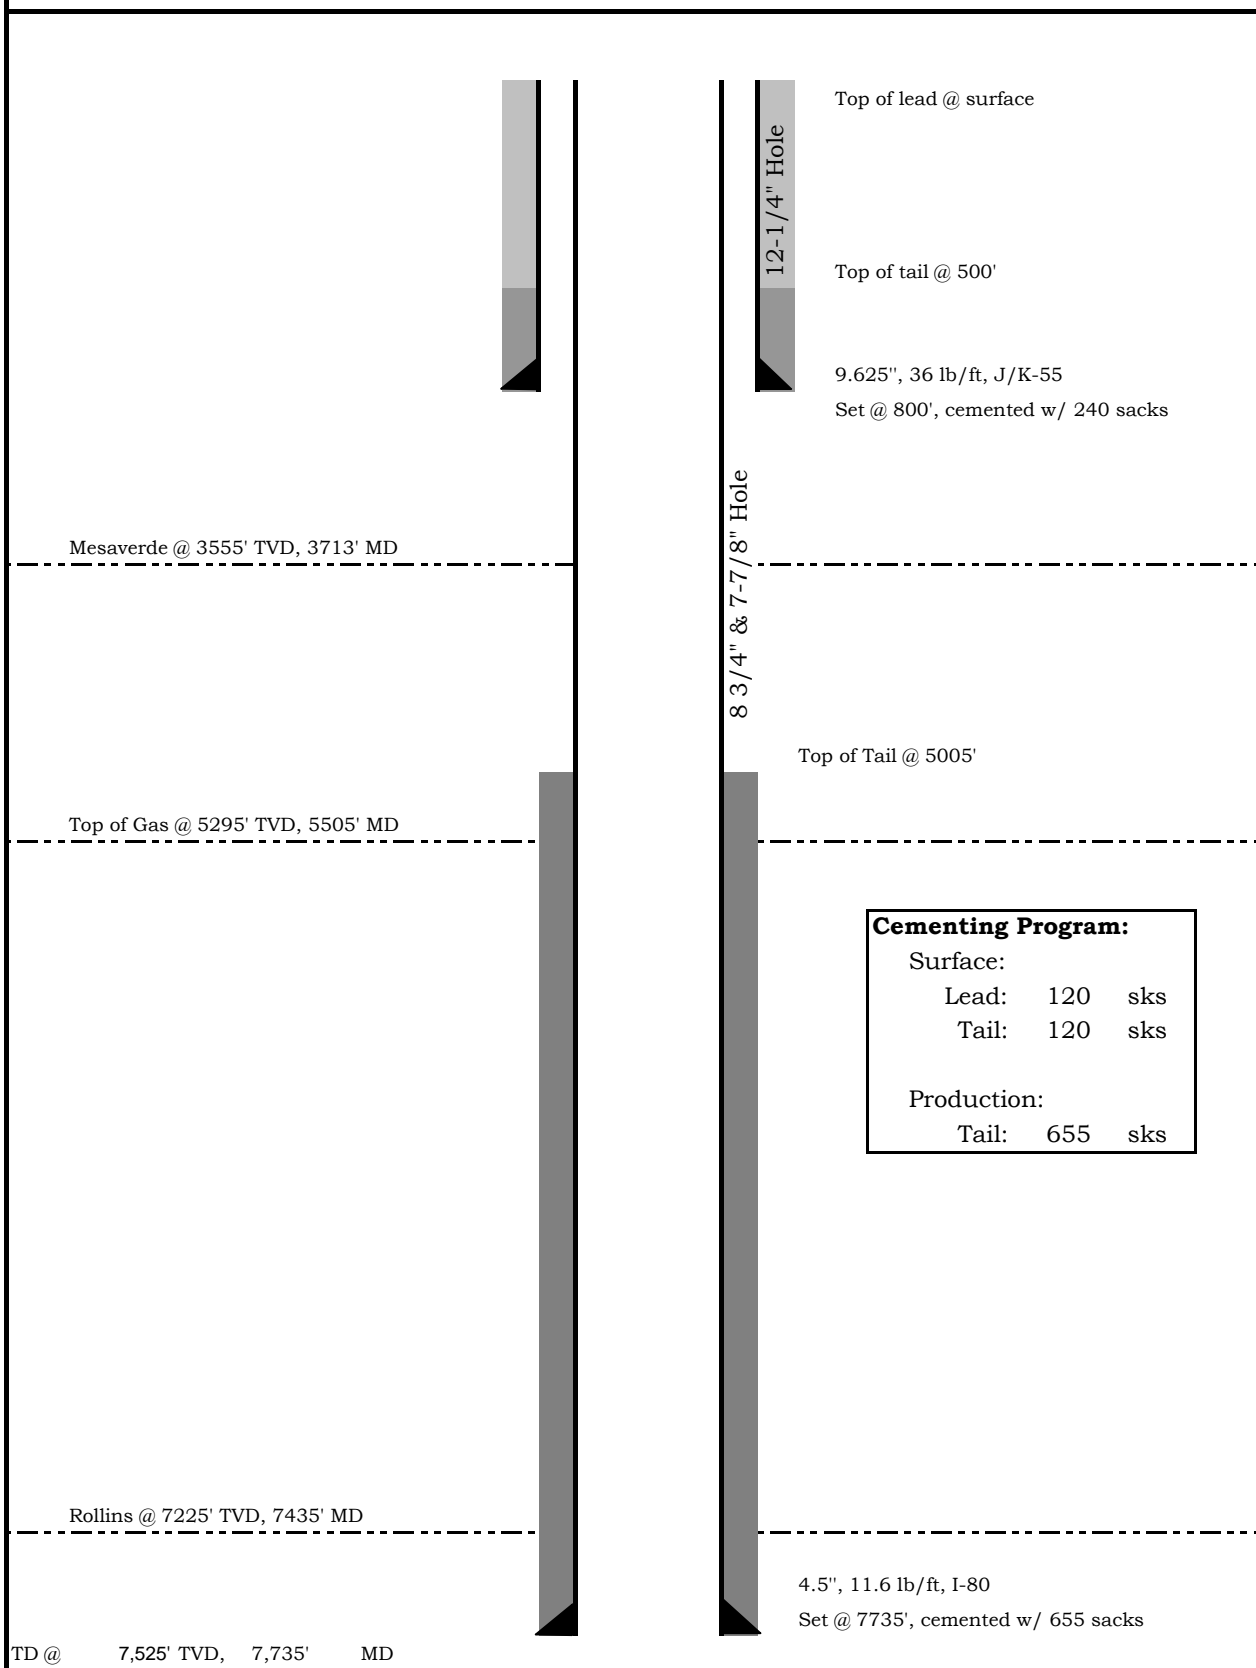 Top of lead @ surface
12-1/4" Hole
Top of tail @ 500'
9.625", 36 lb/ft, J/K-55
Set @ 800', cemented w/ 240 sacks
8 3/4" & 7-7/8" Hole
Mesaverde @ 3555' TVD, 3713' MD
Top of Tail @ 5005'
Top of Gas @ 5295' TVD, 5505' MD
Cementing Program:
Surface:
Lead: 120 sks
Tail: 120 sks
Production:
Tail: 655 sks
Rollins @ 7225' TVD, 7435' MD
4.5", 11.6 lb/ft, I-80
Set @ 7735', cemented w/ 655 sacks
TD @ 7,525' TVD, 7,735' MD